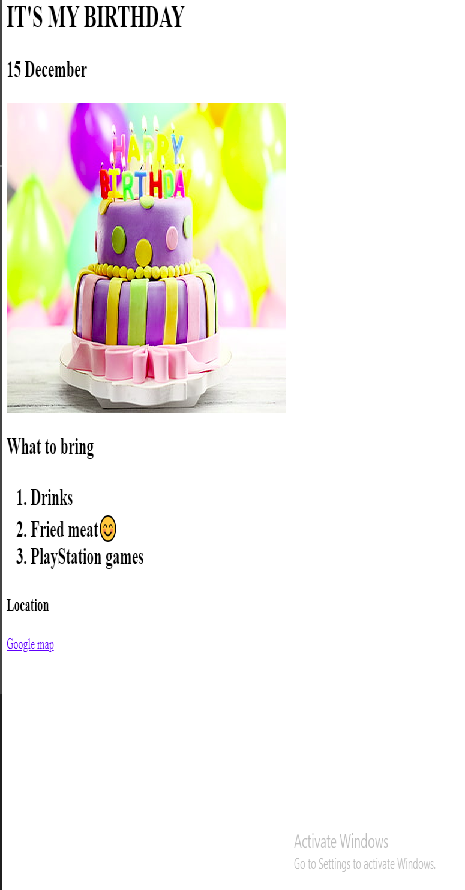 IT'S MY BIRTHDAY
15 December
HAPPY
BIRTHDAY
What to bring
1. Drinks
2. Fried meat😊
3. PlayStation games
Location
Google map
Activate Windows
Go to Settings to activate Windows.